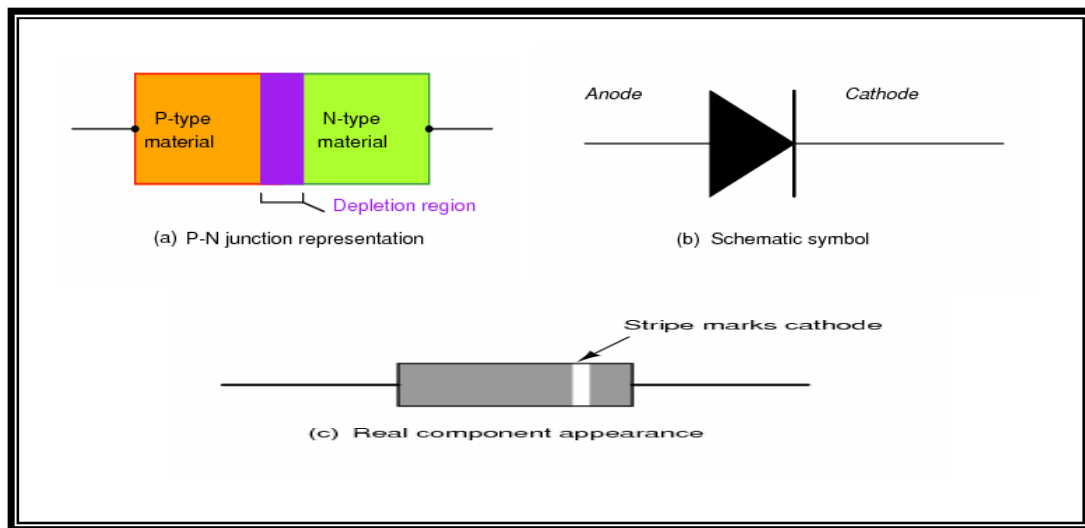 P-type
material
N-type
material
Depletion region
(a) P-N junction representation
Anode
Cathode
(b) Schematic symbol
Stripe marks cathode
(c) Real component appearance